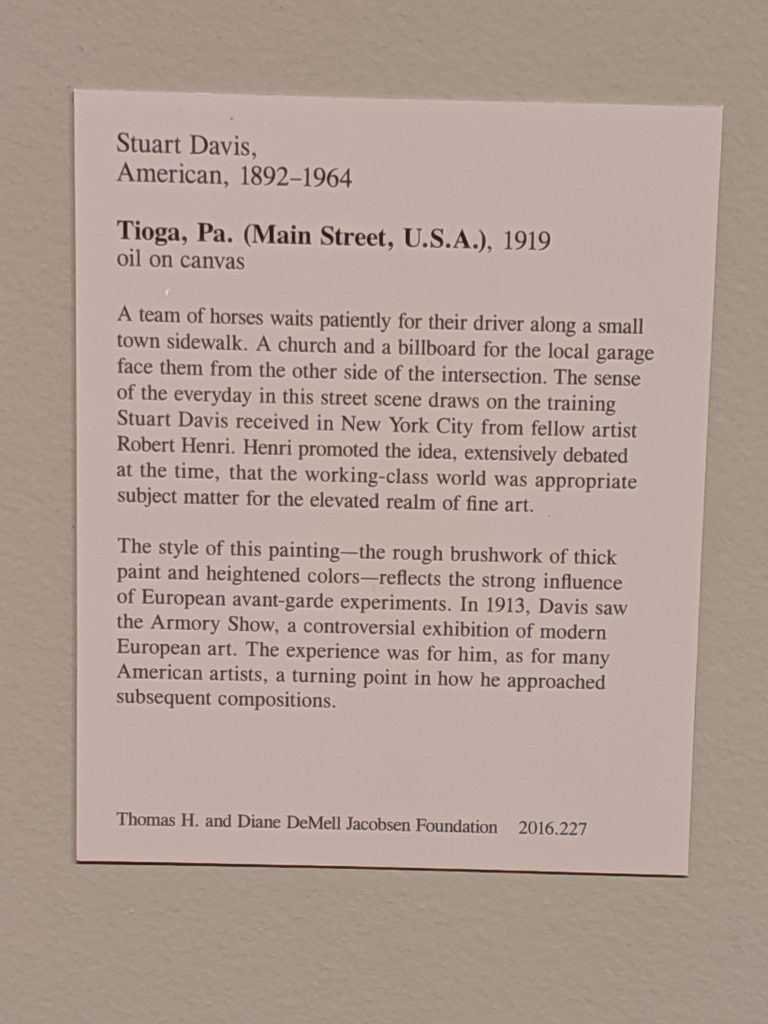 Stuart Davis,
American, 1892–1964
Tioga, Pa. (Main Street, U.S.A.), 1919
oil on canvas
A team of horses waits patiently for their driver along a small
town sidewalk. A church and a billboard for the local garage
face them from the other side of the intersection. The sense
of the everyday in this street scene draws on the training
Stuart Davis received in New York City from fellow artist
Robert Henri. Henri promoted the idea, extensively debated
at the time, that the working-class world was appropriate
subject matter for the elevated realm of fine art.
The style of this painting—the rough brushwork of thick
paint and heightened colors—reflects the strong influence
of European avant-garde experiments. In 1913, Davis saw
the Armory Show, a controversial exhibition of modern
European art. The experience was for him, as for many
American artists, a turning point in how he approached
subsequent compositions.
Thomas H. and Diane DeMell Jacobsen Foundation 2016.227